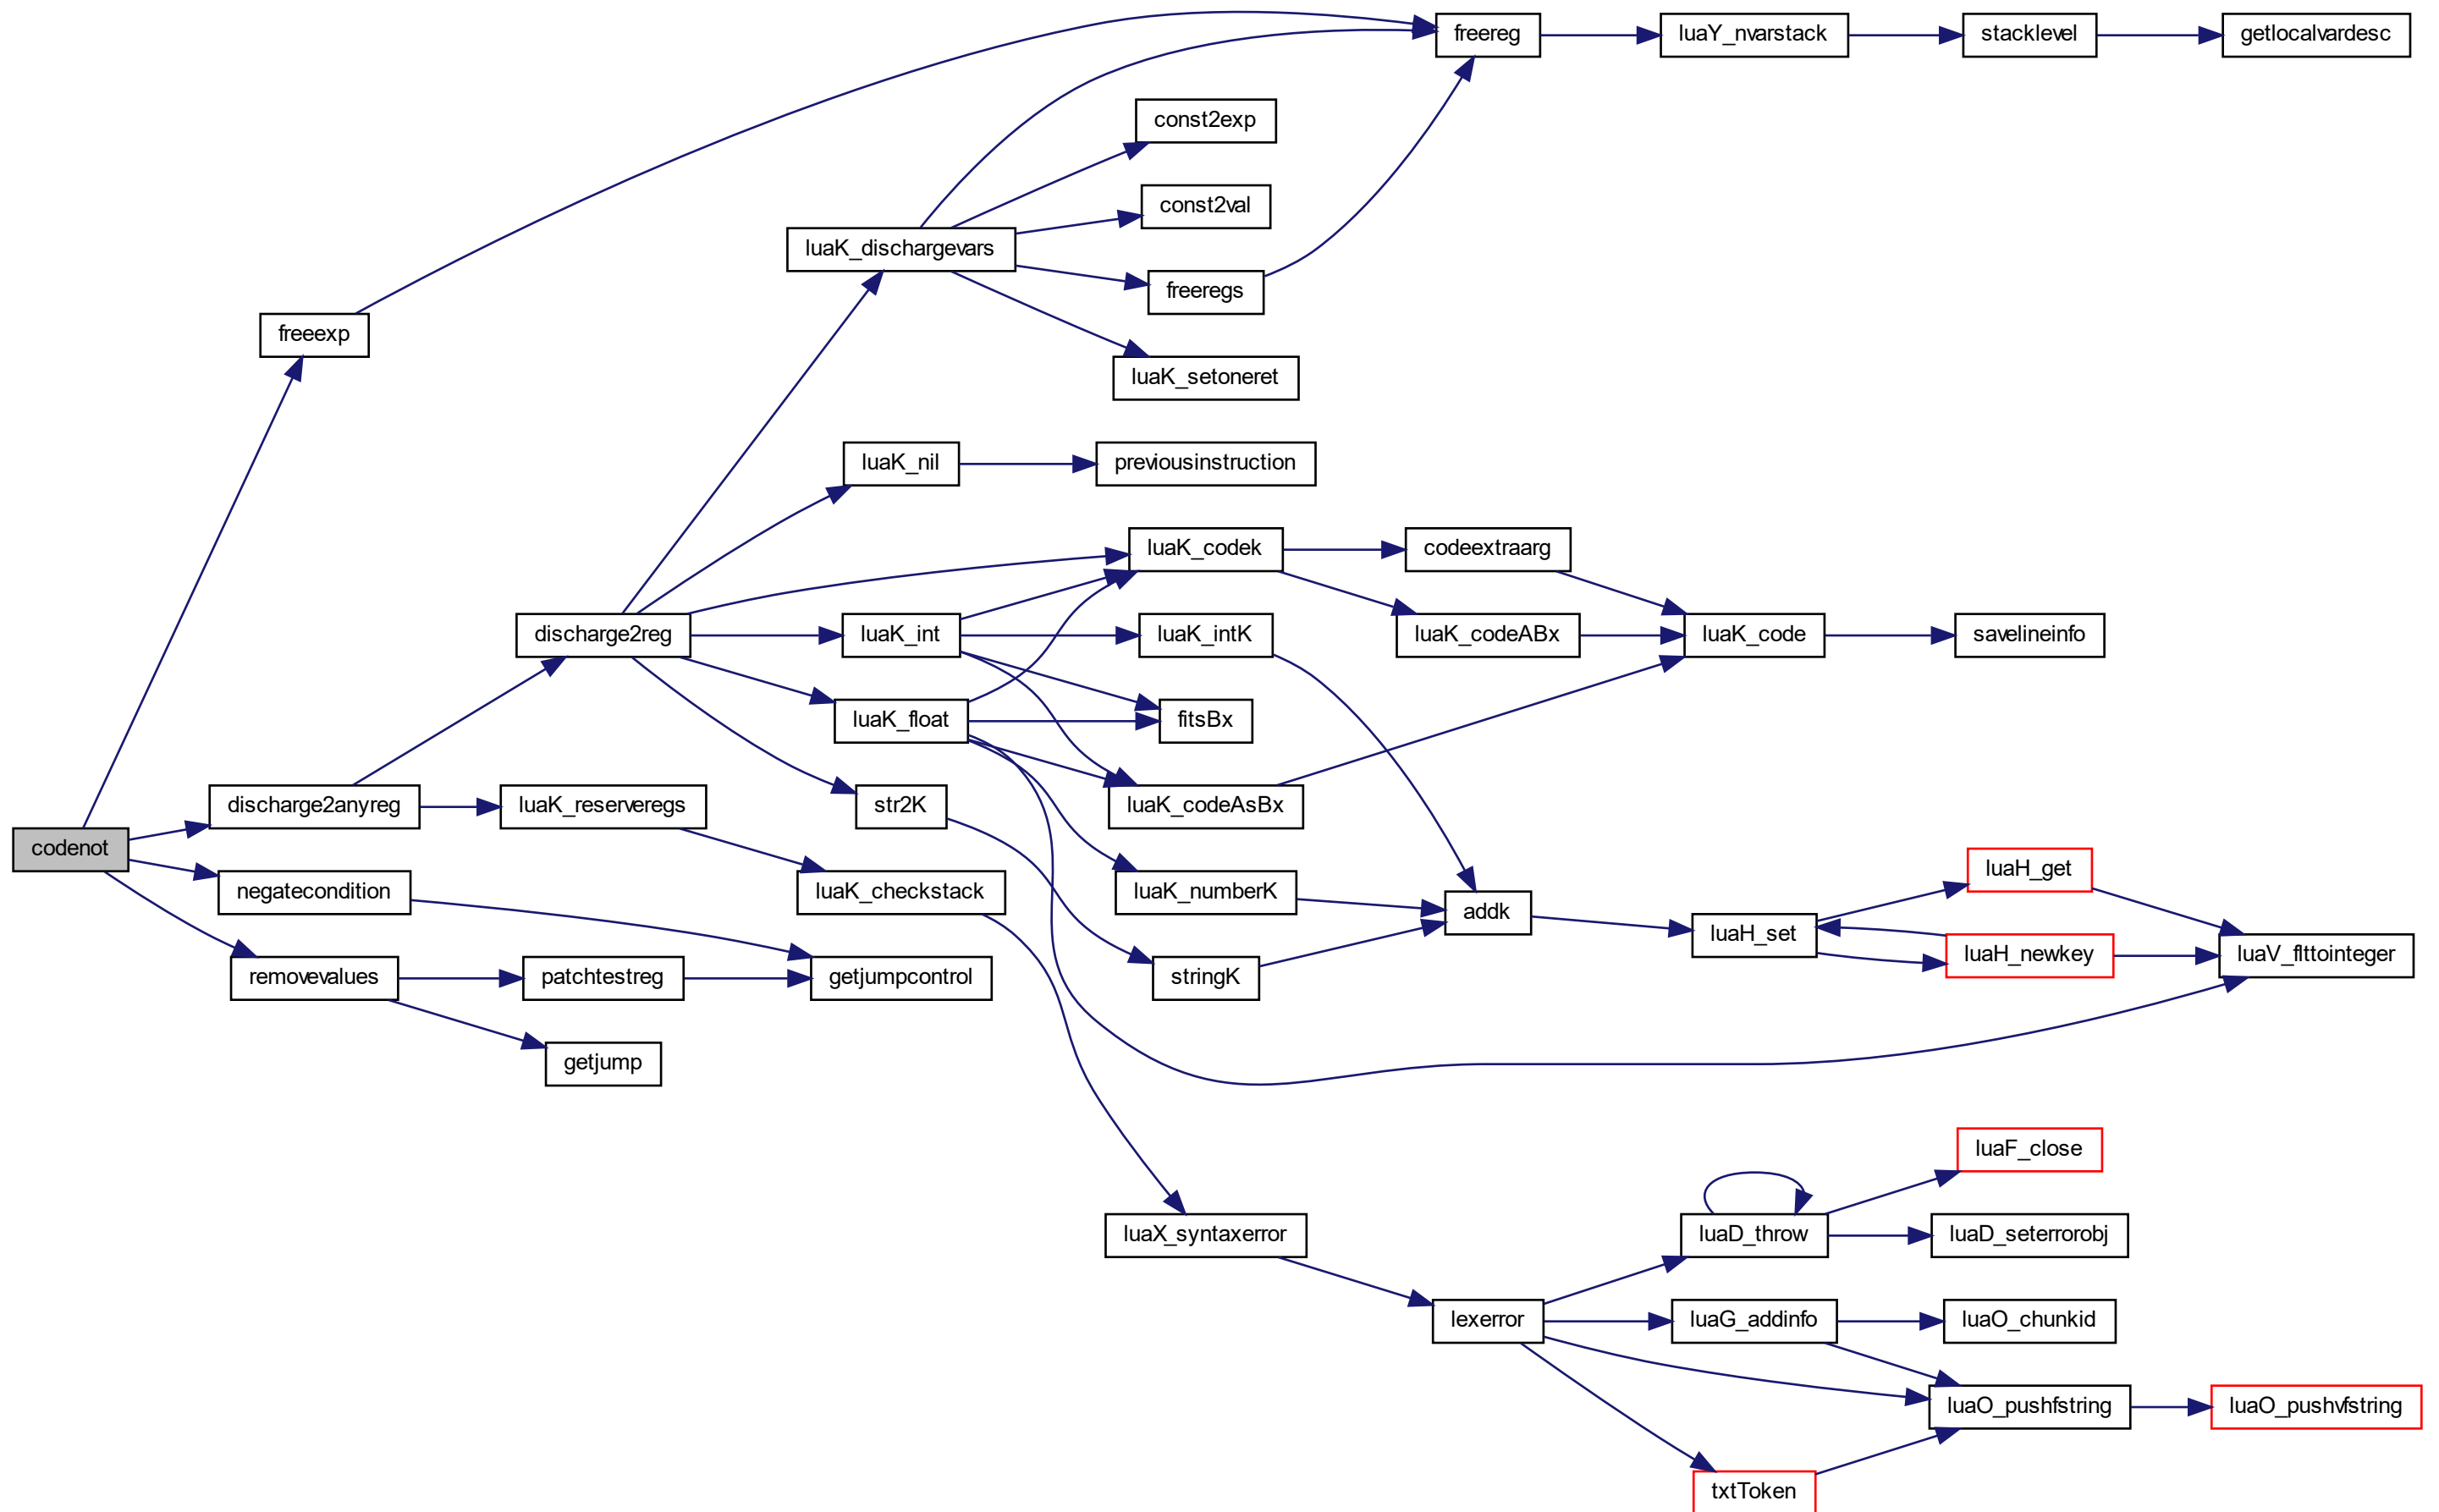 freereg
luaY_nvarstack
stacklevel
getlocalvardesc
const2exp
const2val
luaK_dischargevars
freeregs
freeexp
luaK_setoneret
luaK_nil
previousinstruction
luaK_codek
codeextraarg
discharge2reg
luaK_int
luaK_intK
luaK_codeABx
luaK_code
savelineinfo
luaK_float
fitsBx
discharge2anyreg
luaK_reserveregs
str2K
luaK_codeAsBx
codenot
negatecondition
luaK_checkstack
luaK_numberK
addk
luaH_get
luaH_set
removevalues
patchtestreg
getjumpcontrol
stringK
luaH_newkey
luaV_flttointeger
getjump
luaF_close
luaX_syntaxerror
luaD_throw
luaD_seterrorobj
lexerror
luaG_addinfo
luaO_chunkid
luaO_pushfstring
luaO_pushvfstring
txtToken